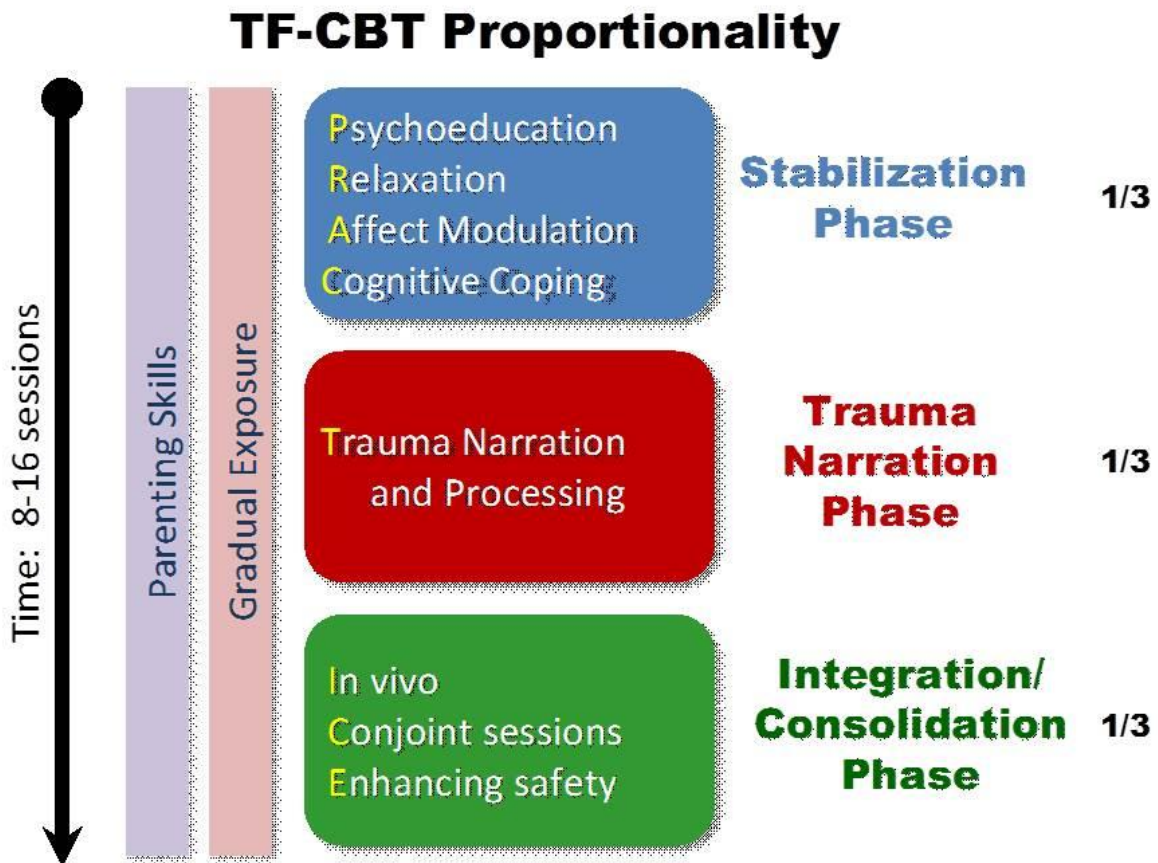 TF-CBT Proportionality
Time: 8-16 sessions
Parenting Skills
Gradual Exposure
Psychoeducation
Relaxation
Affect Modulation
Cognitive Coping
Stabilization
Phase
1/3
Trauma Narration
and Processing
Trauma
Narration
Phase
1/3
In vivo
Conjoint sessions
Enhancing safety
Integration/
Consolidation
Phase
1/3